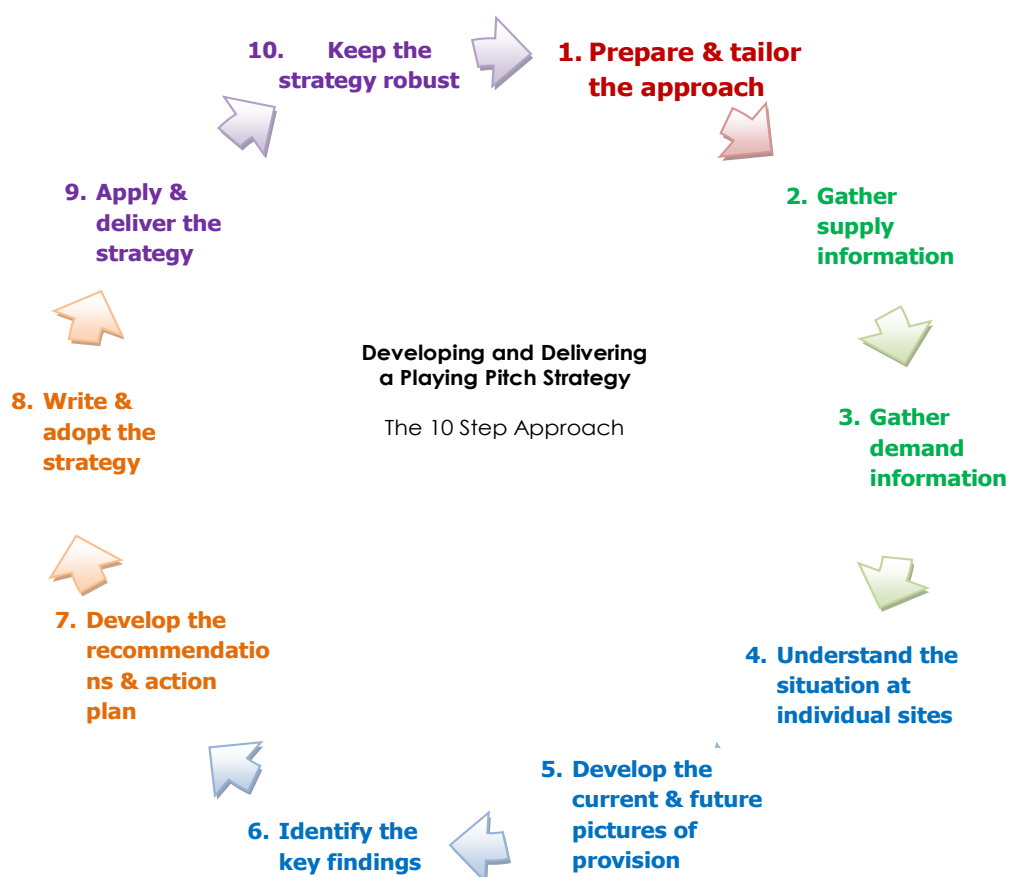 10. Keep the
strategy robust
1. Prepare & tailor
the approach
2. Gather
supply
information
3. Gather
demand
information
4. Understand the
situation at
individual sites
5. Develop the
current & future
pictures of
provision
6. Identify the
key findings
7. Develop the
recommendatio
ns & action
plan
8. Write &
adopt the
strategy
9. Apply &
deliver the
strategy
Developing and Delivering
a Playing Pitch Strategy
The 10 Step Approach